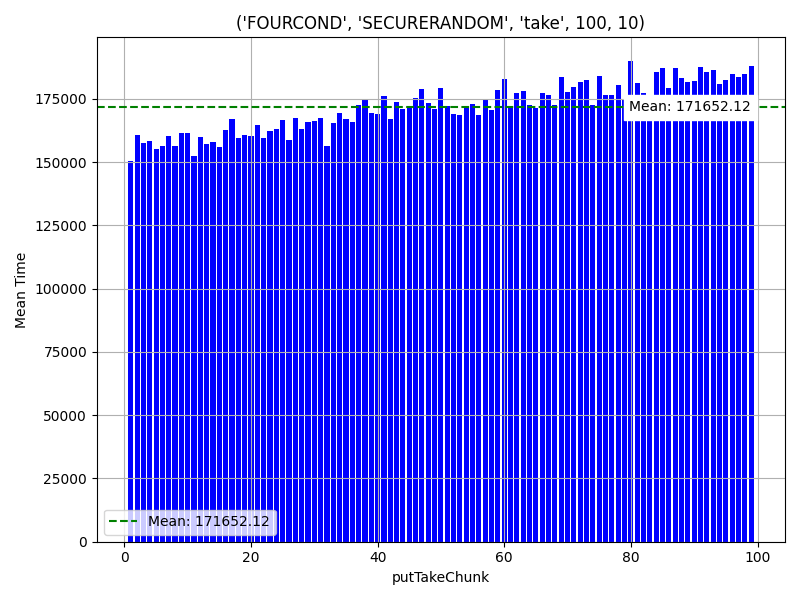 ('FOURCOND', 'SECURERANDOM', 'take', 100, 10)
Mean Time
175000
150000
125000
100000
75000
50000
25000
0
Mean: 171652.12
Mean: 171652.12
0 20 40 60 80 100
putTakeChunk